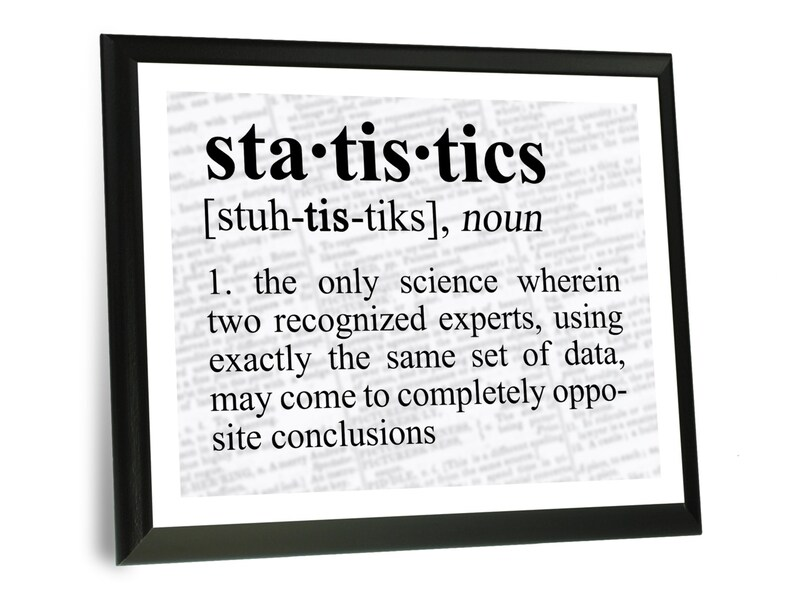 sta·tis·tics
[stuh-tis-tiks], noun
1. the only science wherein
two recognized experts, using
exactly the same set of data,
may come to completely oppo-
site conclusions